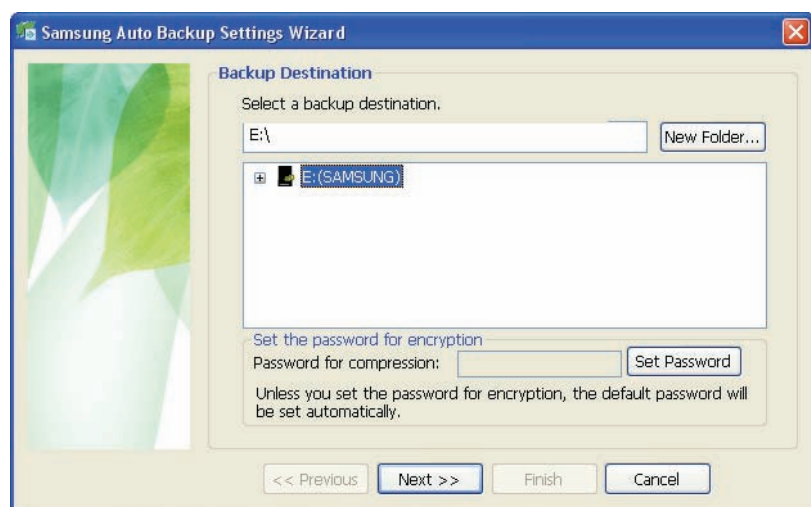 Samsung Auto Backup Settings Wizard
Backup Destination
Select a backup destination.
E:\
New Folder...
E:(SAMSUNG)
Set the password for encryption
Password for compression:
Set Password
Unless you set the password for encryption, the default password will
be set automatically.
<< Previous
Next >>
Finish
Cancel